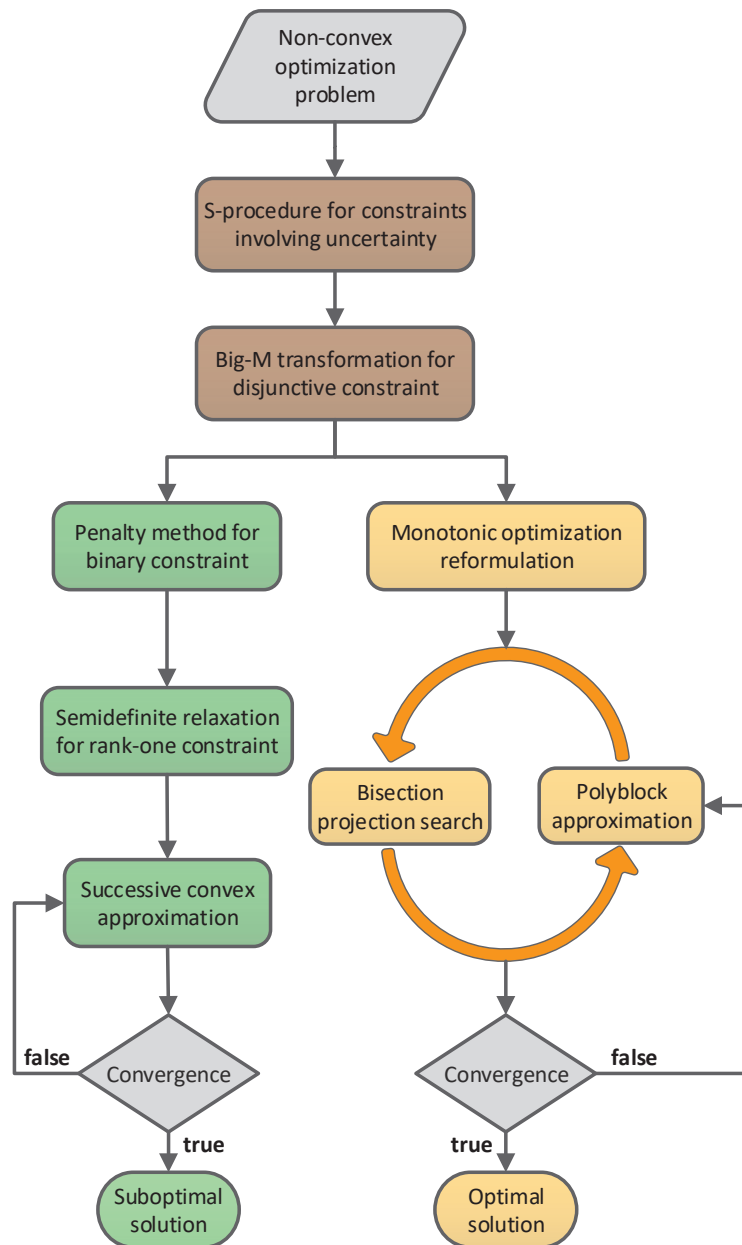 Non-convex
optimization
problem
S-procedure for constraints
involving uncertainty
Big-M transformation for
disjunctive constraint
Penalty method for
binary constraint
Monotonic optimization
reformulation
Semidefinite relaxation
for rank-one constraint
Bisection
projection search
Polyblock
approximation
Successive convex
approximation
false
Convergence
true
Suboptimal
solution
Convergence
false
true
Optimal
solution